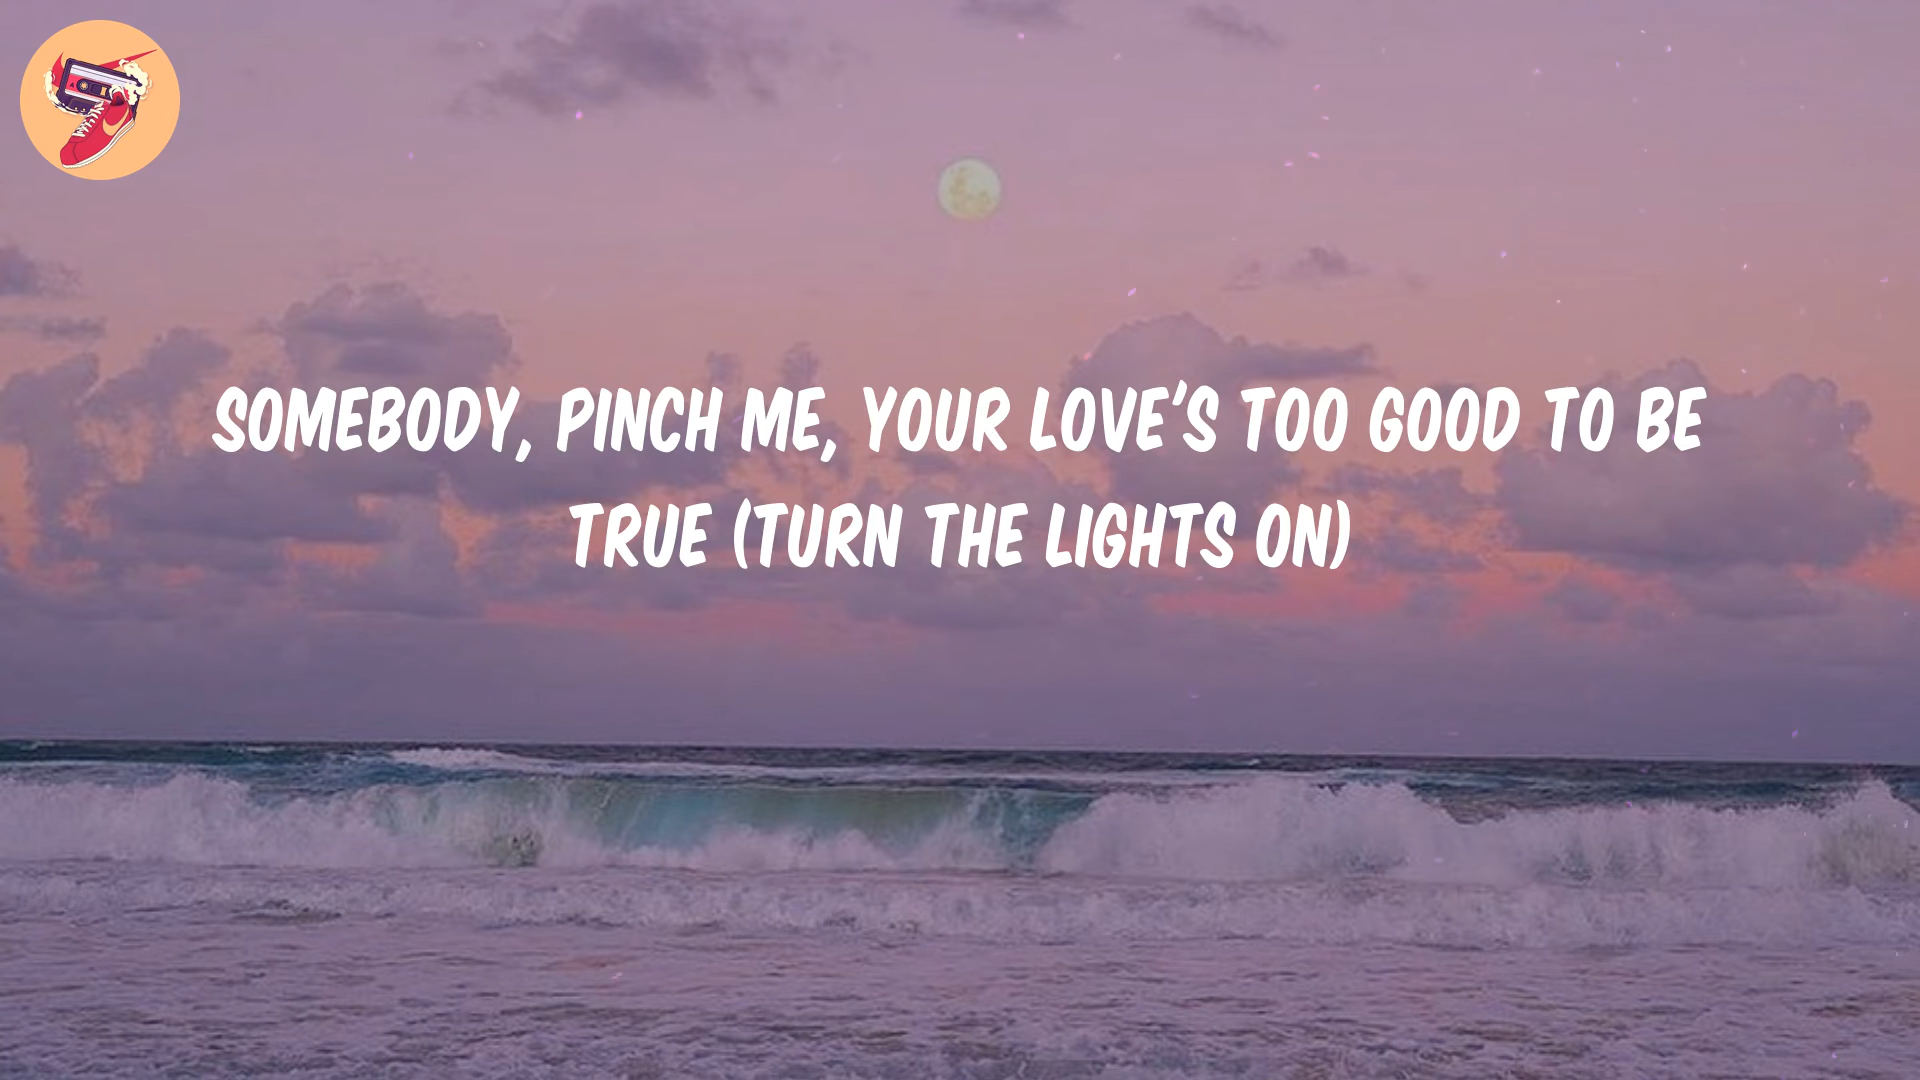 SOMEBODY, PINCH ME, YOUR LOVE'S TOO GOOD TO BE
TRUE (TURN THE LIGHTS ON)